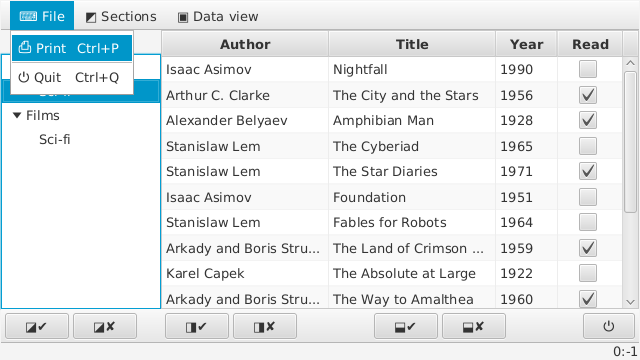 File Sections Data view
Print Ctrl+P
Quit Ctrl+Q
Films
Sci-fi
Author Title Year Read
Isaac Asimov Nightfall 1990
Arthur C. Clarke The City and the Stars 1956
Alexander Belyaev Amphibian Man 1928
Stanislaw Lem The Cyberiad 1965
Stanislaw Lem The Star Diaries 1971
Isaac Asimov Foundation 1951
Stanislaw Lem Fables for Robots 1964
Arkady and Boris Stru... The Land of Crimson ... 1959
Karel Capek The Absolute at Large 1922
Arkady and Boris Stru... The Way to Amalthea 1960
0:-1